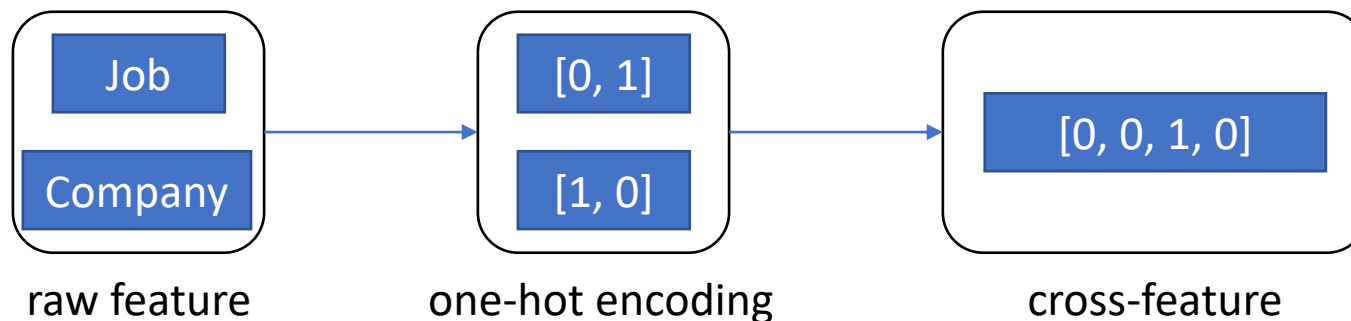 Job
Company
raw feature
[0, 1]
[1, 0]
one-hot encoding
[0, 0, 1, 0]
cross-feature